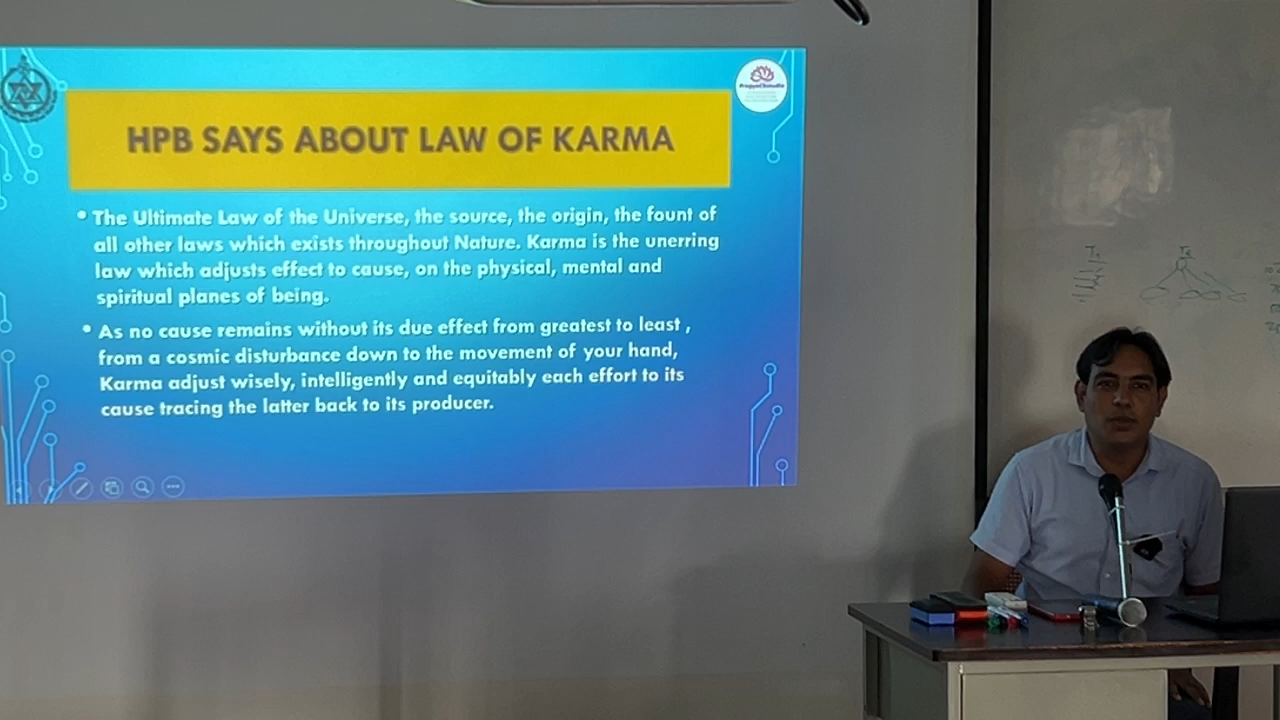 HPB SAYS ABOUT LAW OF KARMA
• The Ultimate Law of the Universe, the source, the origin, the fount of
all other laws which exists throughout Nature. Karma is the unerring
law which adjusts effect to cause, on the physical, mental and
spiritual planes of being.
• As no cause remains without its due effect from greatest to least ,
from a cosmic disturbance down to the movement of your hand,
Karma adjust wisely, intelligently and equitably each effort to its
cause tracing the latter back to its producer.